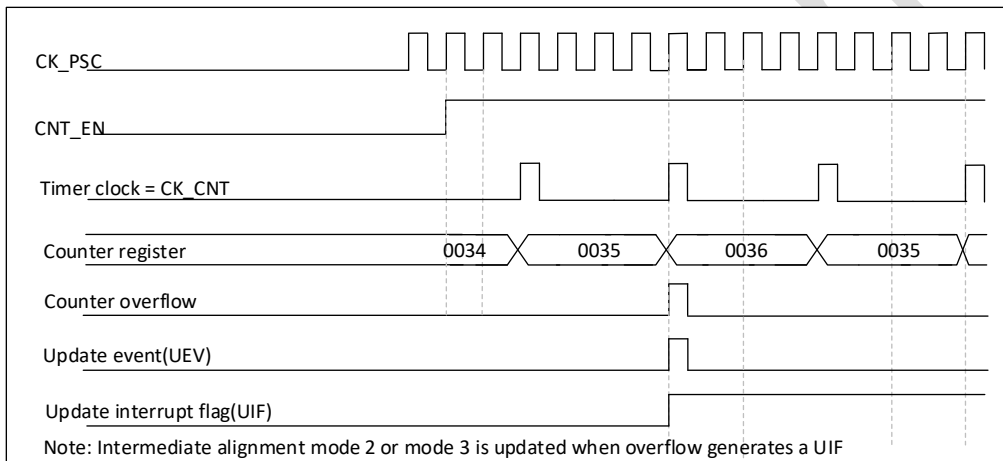 CK_PSC
CNT_EN
Timer clock = CK_CNT
Counter register 0034 0035 0036 0035
Counter overflow
Update event(UEV)
Update interrupt flag(UIF)
Note: Intermediate alignment mode 2 or mode 3 is updated when overflow generates a UIF